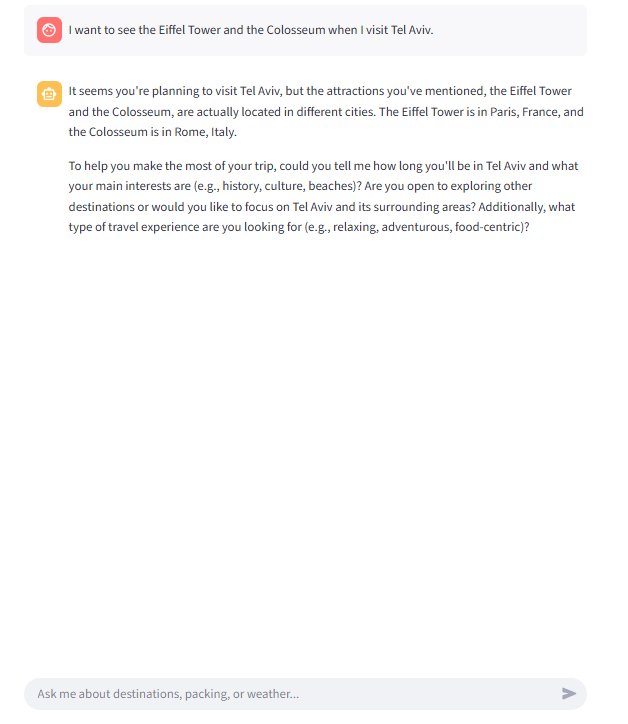 I want to see the Eiffel Tower and the Colosseum when I visit Tel Aviv.
It seems you're planning to visit Tel Aviv, but the attractions you've mentioned, the Eiffel Tower
and the Colosseum, are actually located in different cities. The Eiffel Tower is in Paris, France, and
the Colosseum is in Rome, Italy.
To help you make the most of your trip, could you tell me how long you'll be in Tel Aviv and what
your main interests are (e.g., history, culture, beaches)? Are you open to exploring other
destinations or would you like to focus on Tel Aviv and its surrounding areas? Additionally, what
type of travel experience are you looking for (e.g., relaxing, adventurous, food-centric)?
Ask me about destinations, packing, or weather...